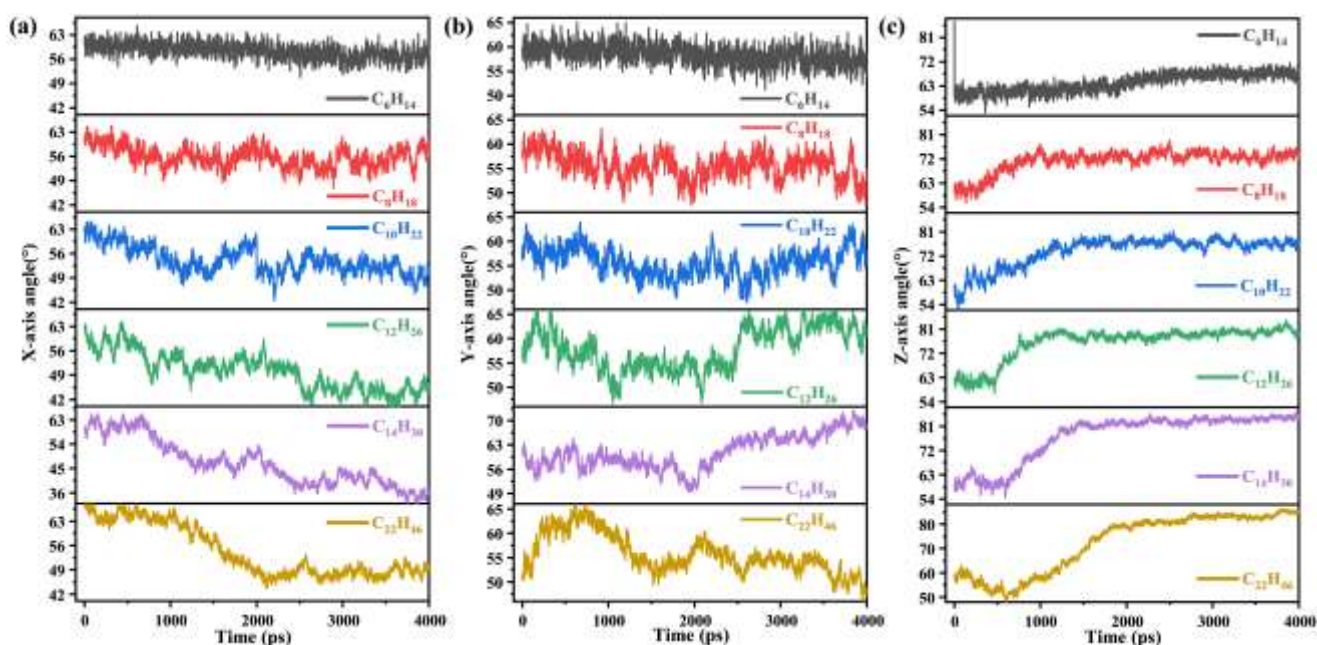 (a)
X-axis angle(°)
63
56
49
42
C₆H₁₄
63
56
49
42
C₈H₁₈
63
56
49
42
C₁₀H₂₂
63
56
49
42
C₁₂H₂₆
63
54
45
36
C₁₄H₃₀
63
56
49
42
C₂₂H₄₆
0 1000 2000 3000 4000
Time (ps)
(b)
Y-axis angle(°)
65
60
55
50
C₆H₁₄
65
60
55
50
C₈H₁₈
65
60
55
50
C₁₀H₂₂
65
60
55
50
C₁₂H₂₆
70
63
56
49
C₁₄H₃₀
65
60
55
50
C₂₂H₄₆
0 1000 2000 3000 4000
Time (ps)
(c)
Z-axis angle(°)
81
72
63
54
C₆H₁₄
81
72
63
54
C₈H₁₈
81
72
63
54
C₁₀H₂₂
81
72
63
54
C₁₂H₂₆
81
72
63
54
C₁₄H₃₀
80
70
60
50
C₂₂H₄₆
0 1000 2000 3000 4000
Time (ps)